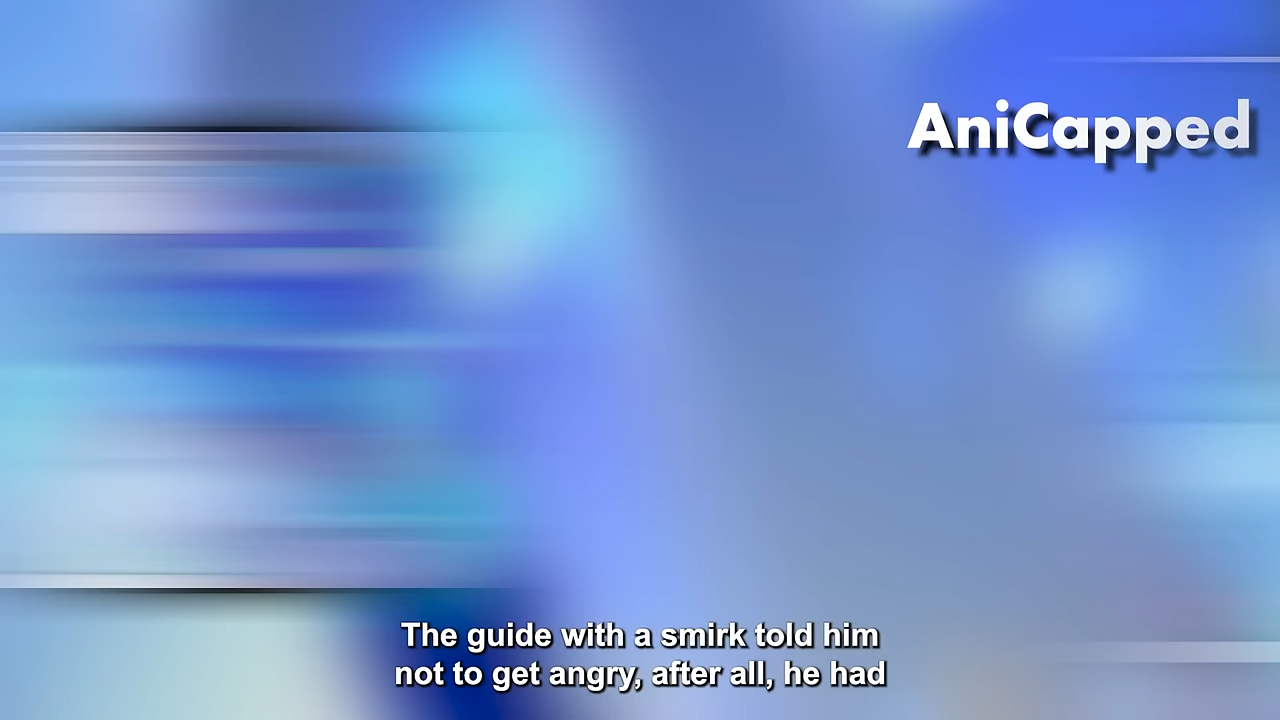 AniCapped
The guide with a smirk told him
not to get angry, after all, he had